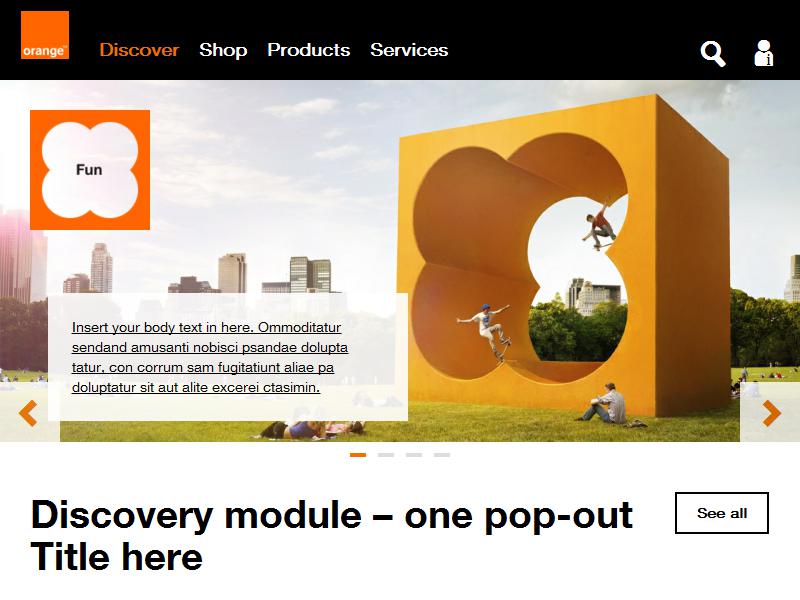 orange™
Discover
Shop
Products
Services
Fun
Insert your body text in here. Ommoditatur
sendand amusanti nobisci psandae dolupta
tatur, con corrum sam fugitatiunt aliae pa
doluptatur sit aut alite excerei ctasimin.
Discovery module – one pop-out
Title here
See all